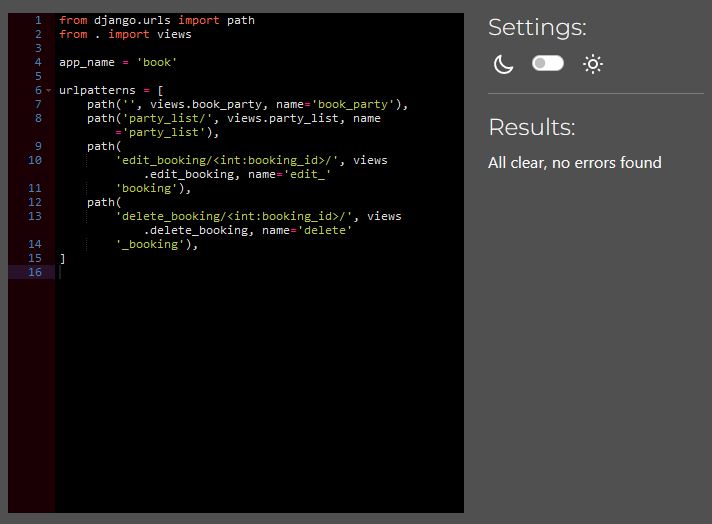 1 from django.urls import path
2 from . import views
3
4 app_name = 'book'
5
6 urlpatterns = [
7 path('', views.book_party, name='book_party'),
8 path('party_list/', views.party_list, name
='party_list'),
9 path(
10 'edit_booking/<int:booking_id>/', views
.edit_booking, name='edit_'
11 'booking'),
12 path(
13 'delete_booking/<int:booking_id>/', views
.delete_booking, name='delete'
14 '_booking'),
15 ]
16
Settings:
Results:
All clear, no errors found